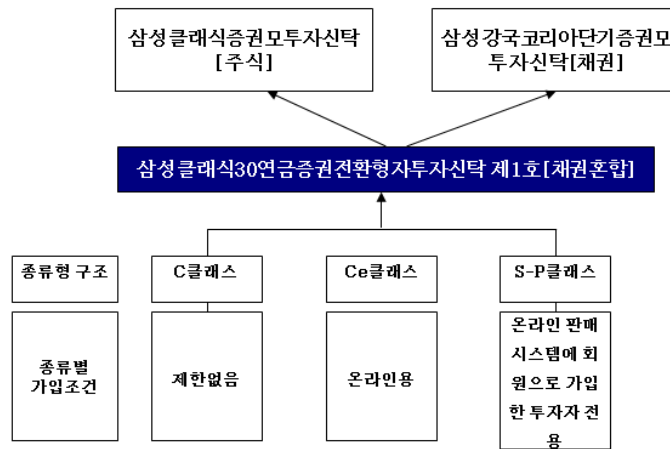 삼성클래식증권모투자신탁
[주식]
삼성강국코리아단기증권모
투자신탁[채권]
삼성클래식30연금증권전환형자투자신탁 제1호[채권혼합]
종류형 구조
C클래스
Ce클래스
S-P클래스
종류별
가입조건
제한없음
온라인용
온라인 판매
시스템에 회
원으로 가입
한 투자자 전
용